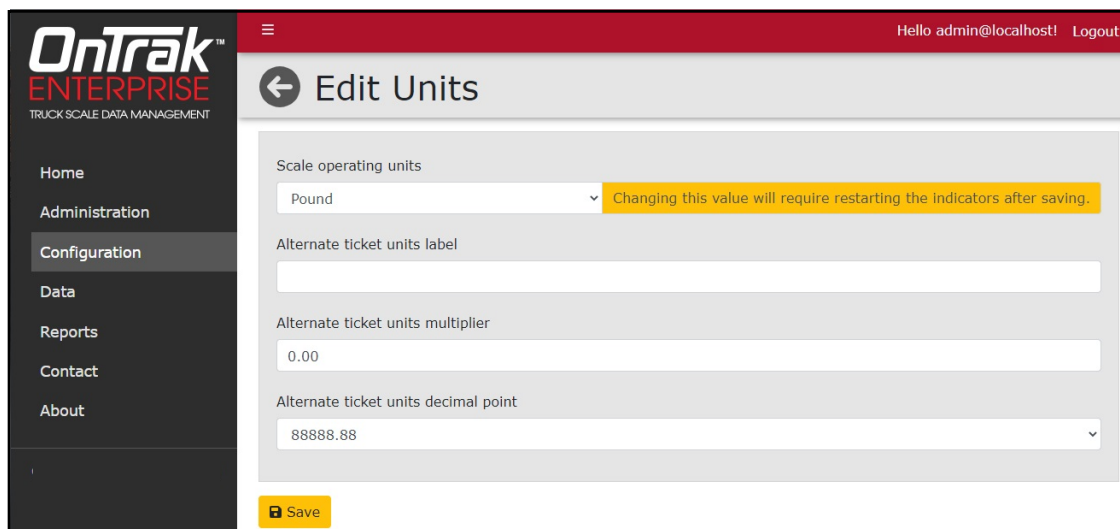 OnTrak™
ENTERPRISE
TRUCK SCALE DATA MANAGEMENT
Home
Administration
Configuration
Data
Reports
Contact
About
Hello admin@localhost! Logout
Edit Units
Scale operating units
Pound Changing this value will require restarting the indicators after saving.
Alternate ticket units label
Alternate ticket units multiplier
0.00
Alternate ticket units decimal point
88888.88
Save